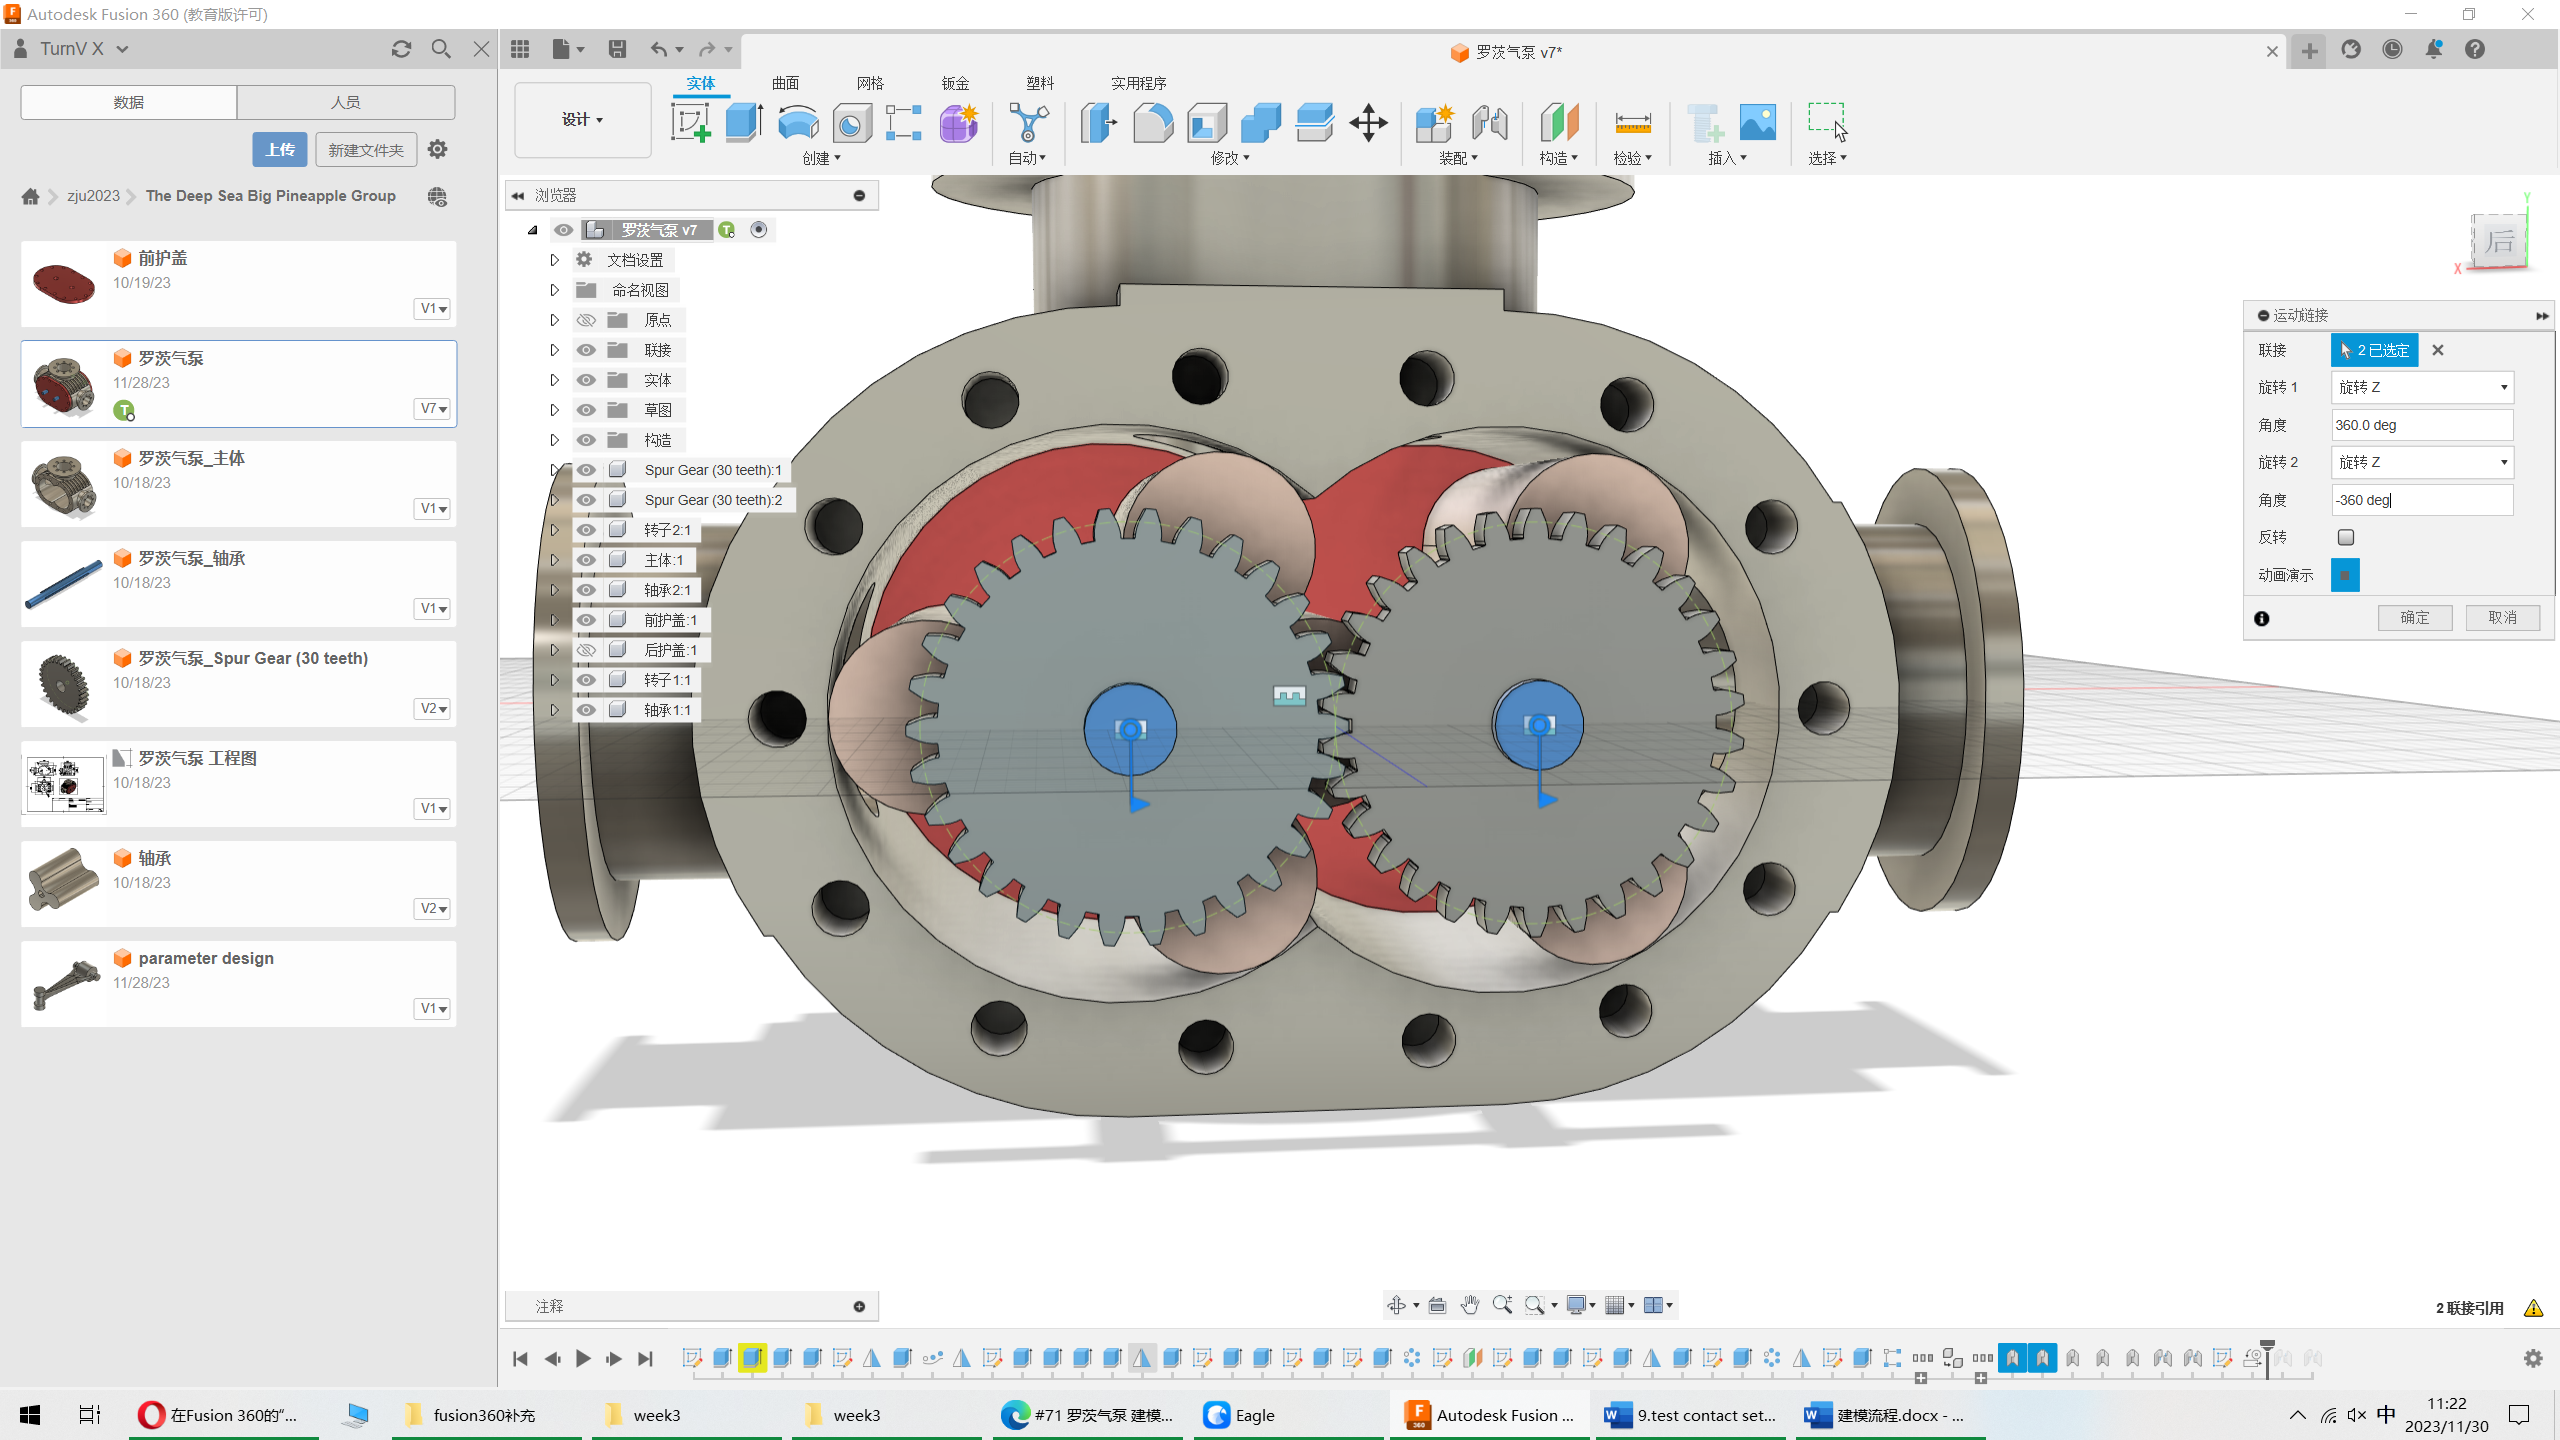 Autodesk Fusion 360 (教育版许可)
TurnV X
罗茨气泵 v7*
数据
人员
上传
新建文件夹
zju2023
The Deep Sea Big Pineapple Group
前护盖
10/19/23
V1
罗茨气泵
11/28/23
T
V7
罗茨气泵_主体
10/18/23
V1
罗茨气泵_轴承
10/18/23
V1
罗茨气泵_Spur Gear (30 teeth)
10/18/23
V2
罗茨气泵 工程图
10/18/23
V1
轴承
10/18/23
V2
parameter design
11/28/23
V1
设计
实体
曲面
网格
钣金
塑料
实用程序
创建
自动
修改
装配
构造
检验
插入
选择
浏览器
罗茨气泵 v7
T
文档设置
命名视图
原点
联接
实体
草图
构造
Spur Gear (30 teeth):1
Spur Gear (30 teeth):2
转子2:1
主体:1
轴承2:1
前护盖:1
后护盖:1
转子1:1
轴承1:1
Y
后
X
运动链接
联接
2 已选定
旋转 1
旋转 Z
角度
360.0 deg
旋转 2
旋转 Z
角度
-360 deg
反转
动画演示
确定
取消
注释
2 联接引用
在Fusion 360的"...
fusion360补充
week3
week3
#71 罗茨气泵 建模...
Eagle
Autodesk Fusion ...
9.test contact set...
建模流程.docx - ...
中
11:22
2023/11/30